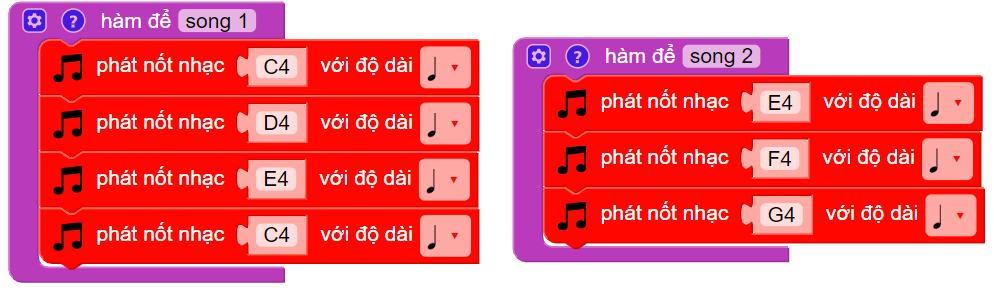 ? hàm để song 1
phát nốt nhạc C4 với độ dài
phát nốt nhạc D4 với độ dài
phát nốt nhạc E4 với độ dài
phát nốt nhạc C4 với độ dài
? hàm để song 2
phát nốt nhạc E4 với độ dài
phát nốt nhạc F4 với độ dài
phát nốt nhạc G4 với độ dài